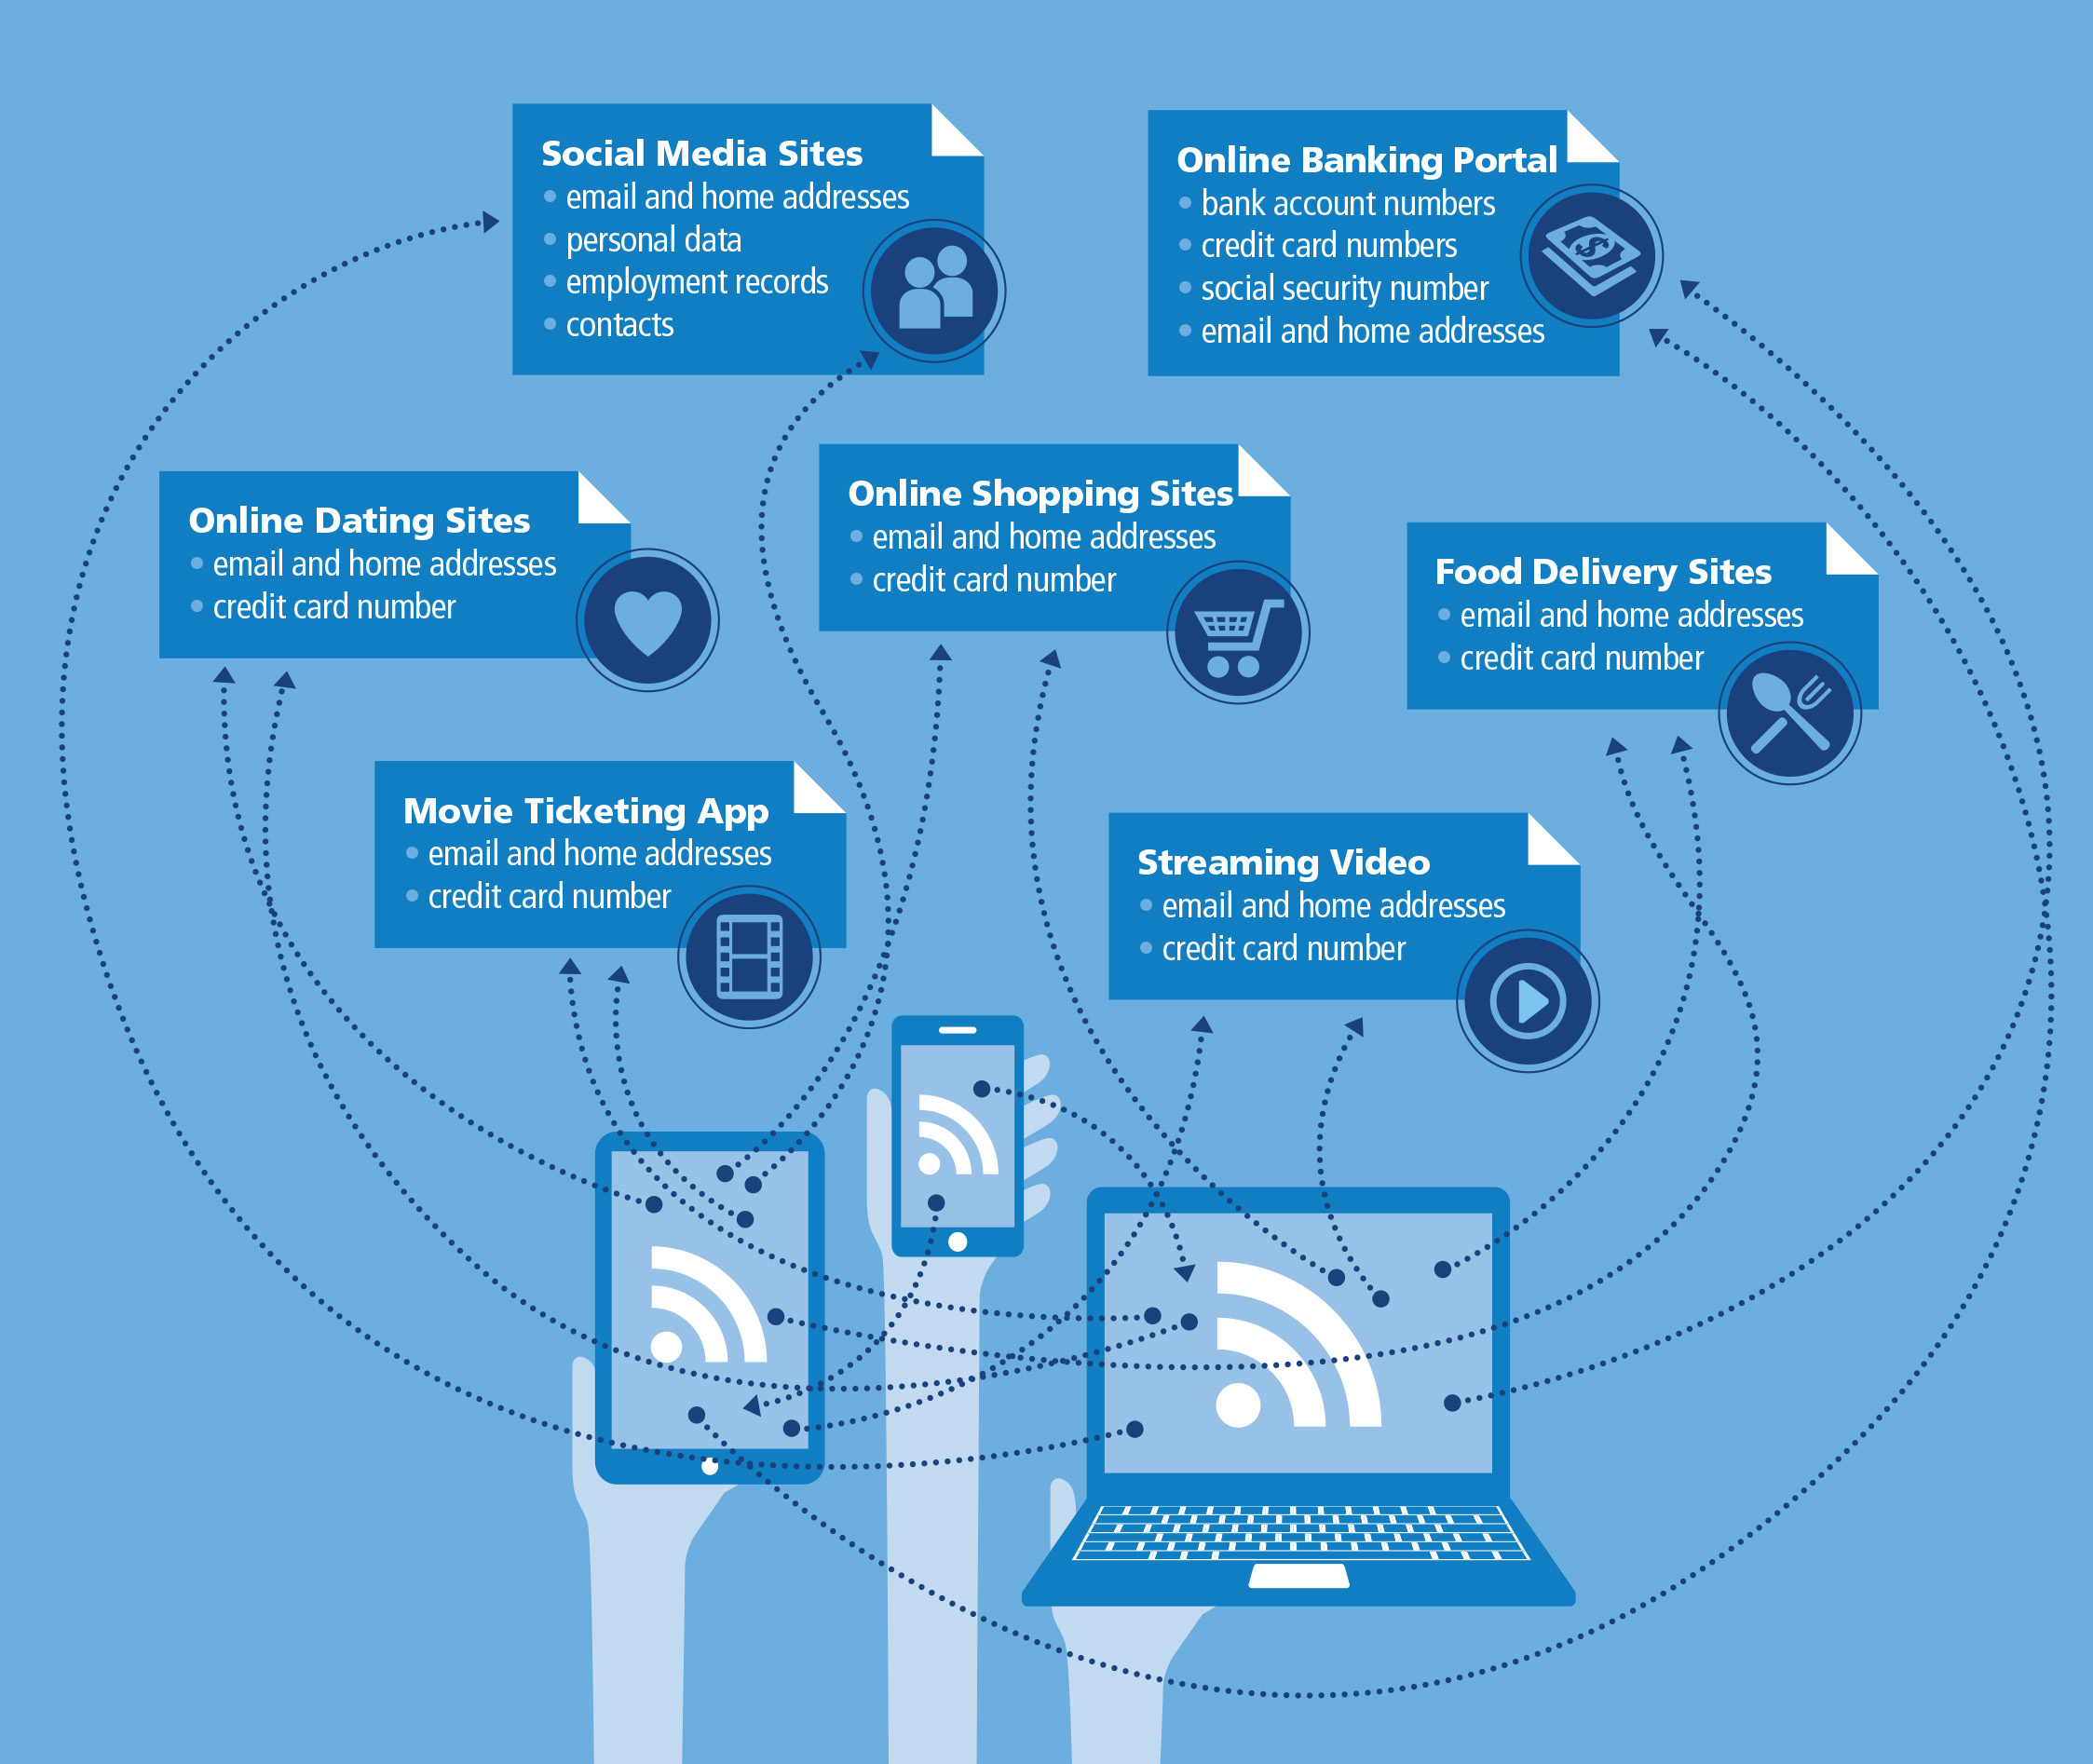 Social Media Sites
• email and home addresses
• personal data
• employment records
• contacts
Online Banking Portal
• bank account numbers
• credit card numbers
• social security number
• email and home addresses
Online Dating Sites
• email and home addresses
• credit card number
Online Shopping Sites
• email and home addresses
• credit card number
Food Delivery Sites
• email and home addresses
• credit card number
Movie Ticketing App
• email and home addresses
• credit card number
Streaming Video
• email and home addresses
• credit card number